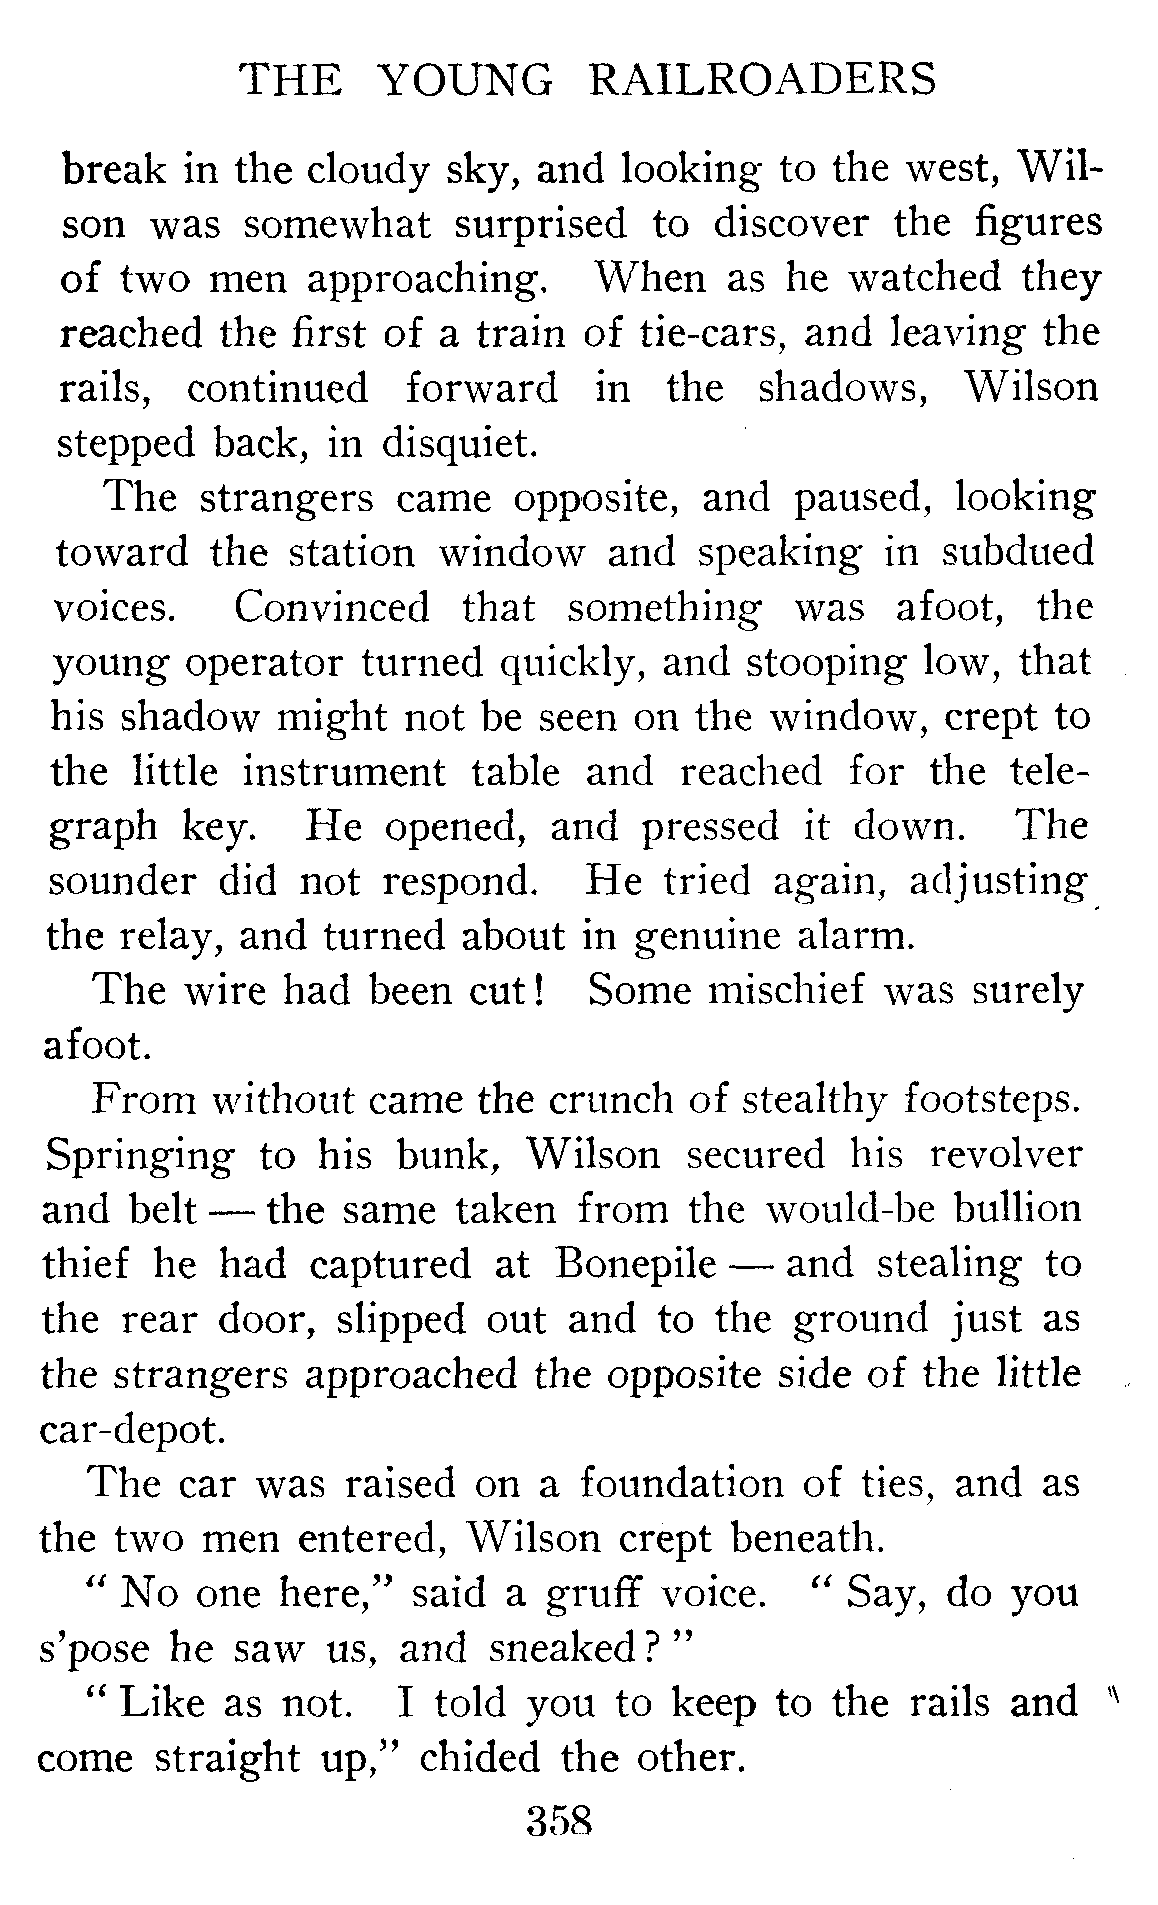 THE YOUNG RAILROADERS
break in the cloudy sky, and looking to the west, Wil-
son was somewhat surprised to discover the figures
of two men approaching. When as he watched they
reached the first of a train of tie-cars, and leaving the
rails, continued forward in the shadows, Wilson
stepped back, in disquiet.
The strangers came opposite, and paused, looking
toward the station window and speaking in subdued
voices. Convinced that something was afoot, the
young operator turned quickly, and stooping low, that
his shadow might not be seen on the window, crept to
the little instrument table and reached for the tele-
graph key. He opened, and pressed it down. The
sounder did not respond. He tried again, adjusting
the relay, and turned about in genuine alarm.
The wire had been cut! Some mischief was surely
afoot.
From without came the crunch of stealthy footsteps.
Springing to his bunk, Wilson secured his revolver
and belt — the same taken from the would-be bullion
thief he had captured at Bonepile — and stealing to
the rear door, slipped out and to the ground just as
the strangers approached the opposite side of the little
car-depot.
The car was raised on a foundation of ties, and as
the two men entered, Wilson crept beneath.
" No one here," said a gruff voice. " Say, do you
s'pose he saw us, and sneaked? "
" Like as not. I told you to keep to the rails and
come straight up," chided the other.
358